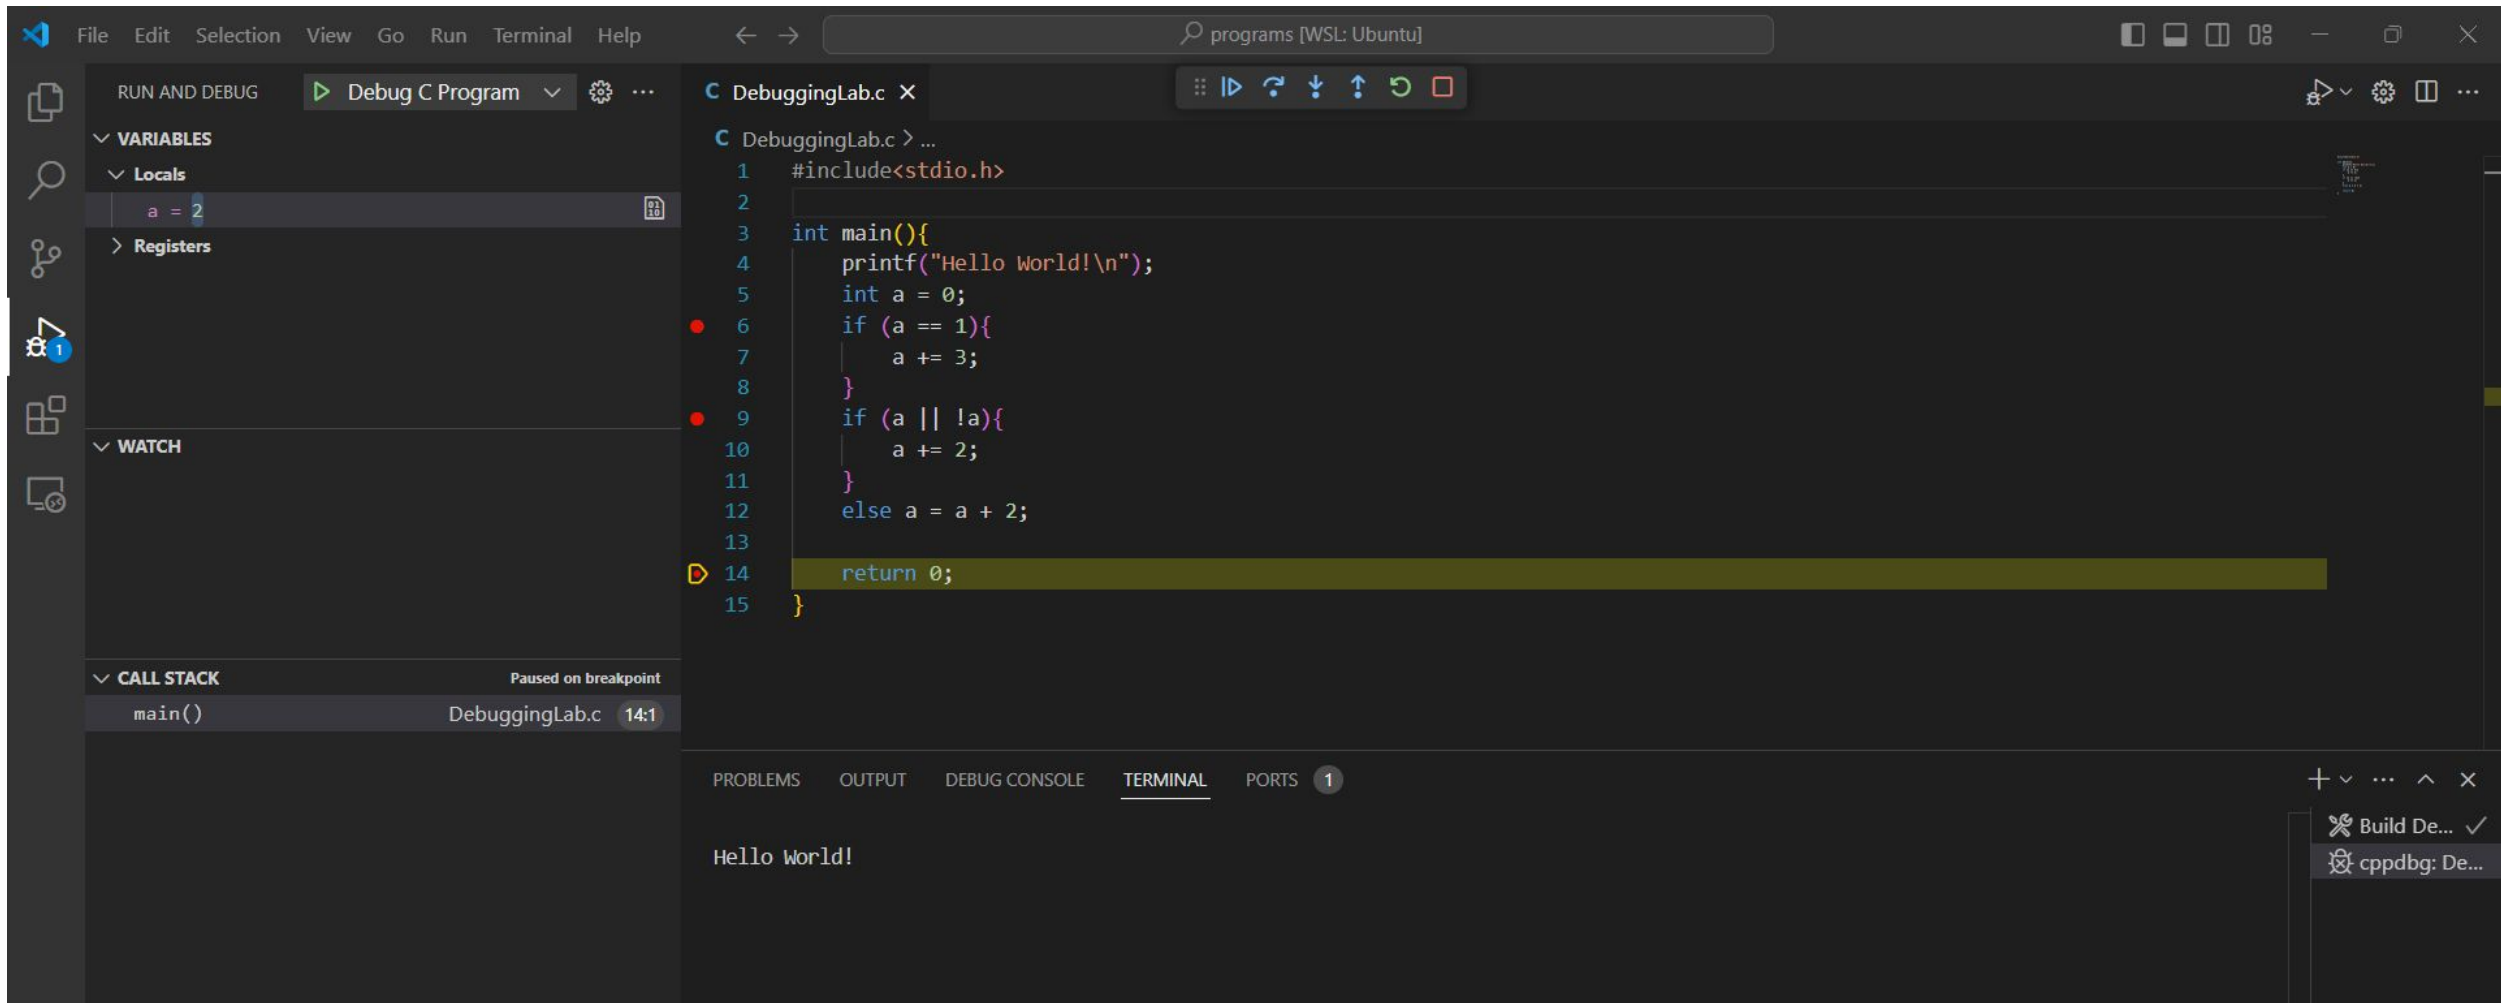 File Edit Selection View Go Run Terminal Help
programs [WSL: Ubuntu]
RUN AND DEBUG
Debug C Program
VARIABLES
Locals
a = 2
Registers
1
WATCH
CALL STACK Paused on breakpoint
main() DebuggingLab.c 14:1
C DebuggingLab.c
C DebuggingLab.c > ...
1 #include<stdio.h>
2
3 int main(){
4 printf("Hello World!\n");
5 int a = 0;
6 if (a == 1){
7 a += 3;
8 }
9 if (a || !a){
10 a += 2;
11 }
12 else a = a + 2;
13
14 return 0;
15 }
PROBLEMS OUTPUT DEBUG CONSOLE TERMINAL PORTS 1
Hello World!
Build De...
cppdbg: De...